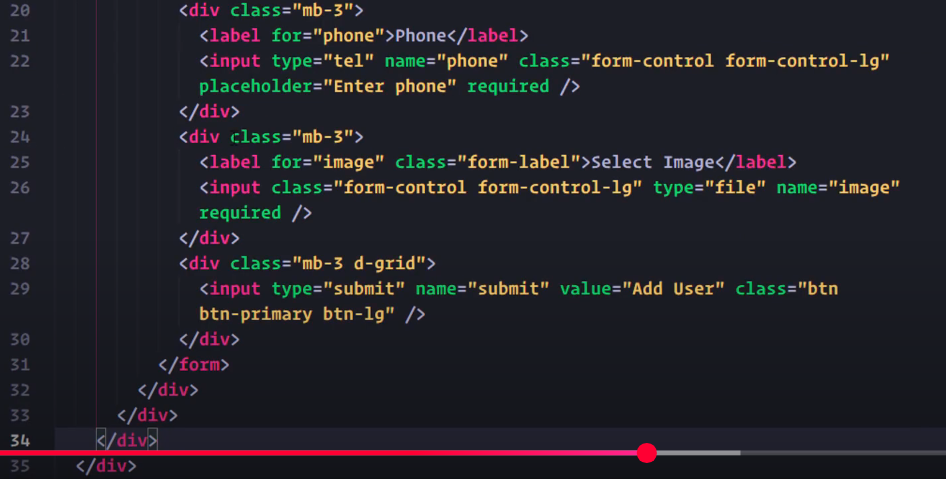 20 <div class="mb-3">
21 <label for="phone">Phone</label>
22 <input type="tel" name="phone" class="form-control form-control-lg"
placeholder="Enter phone" required />
23 </div>
24 <div class="mb-3">
25 <label for="image" class="form-label">Select Image</label>
26 <input class="form-control form-control-lg" type="file" name="image"
required />
27 </div>
28 <div class="mb-3 d-grid">
29 <input type="submit" name="submit" value="Add User" class="btn
btn-primary btn-lg" />
30 </div>
31 </form>
32 </div>
33 </div>
34 </div>
35 </div>